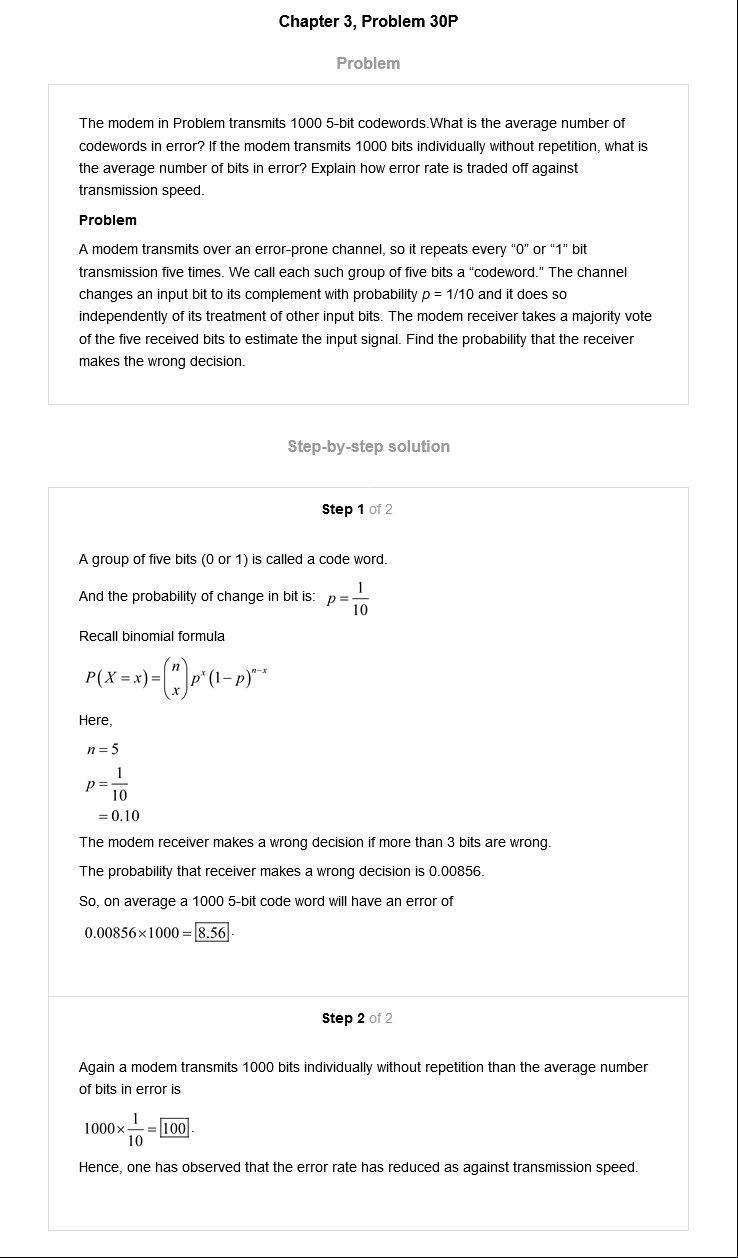 Chapter 3, Problem 30P
Problem
The modem in Problem transmits 1000 5-bit codewords.What is the average number of
codewords in error? If the modem transmits 1000 bits individually without repetition, what is
the average number of bits in error? Explain how error rate is traded off against
transmission speed.
Problem
A modem transmits over an error-prone channel, so it repeats every “0” or “1” bit
transmission five times. We call each such group of five bits a “codeword.” The channel
changes an input bit to its complement with probability p = 1/10 and it does so
independently of its treatment of other input bits. The modem receiver takes a majority vote
of the five received bits to estimate the input signal. Find the probability that the receiver
makes the wrong decision.
Step-by-step solution
Step 1 of 2
A group of five bits (0 or 1) is called a code word.
And the probability of change in bit is: p = 1/10
Recall binomial formula
P(X = x) = (n x) p^x (1−p)^(n−x)
Here,
n = 5
p = 1/10
= 0.10
The modem receiver makes a wrong decision if more than 3 bits are wrong.
The probability that receiver makes a wrong decision is 0.00856.
So, on average a 1000 5-bit code word will have an error of
0.00856×1000 = 8.56.
Step 2 of 2
Again a modem transmits 1000 bits individually without repetition than the average number
of bits in error is
1000× 1/10 = 100.
Hence, one has observed that the error rate has reduced as against transmission speed.